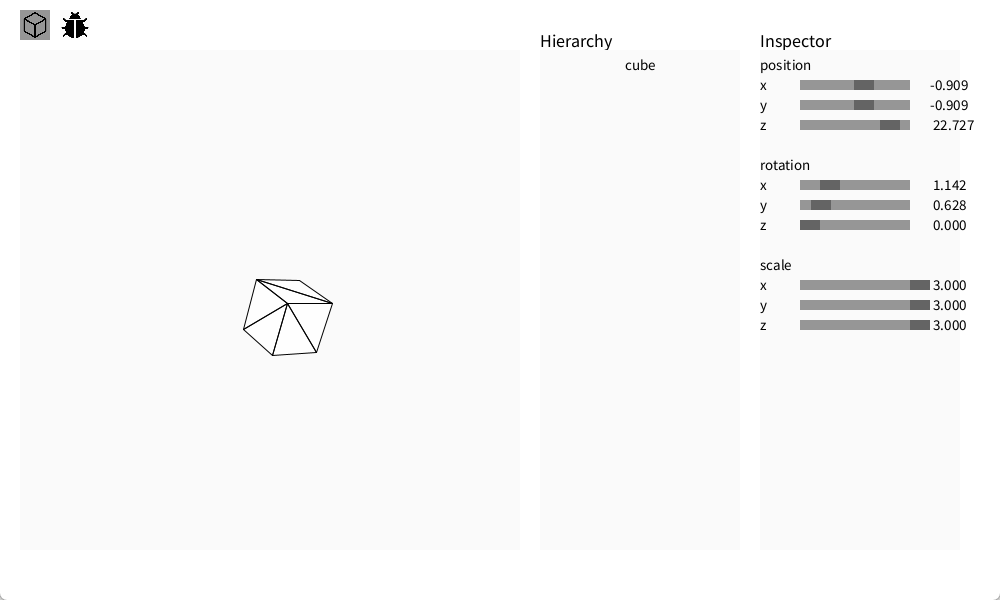 Hierarchy
cube
Inspector
position
x -0.909
y -0.909
z 22.727
rotation
x 1.142
y 0.628
z 0.000
scale
x 3.000
y 3.000
z 3.000